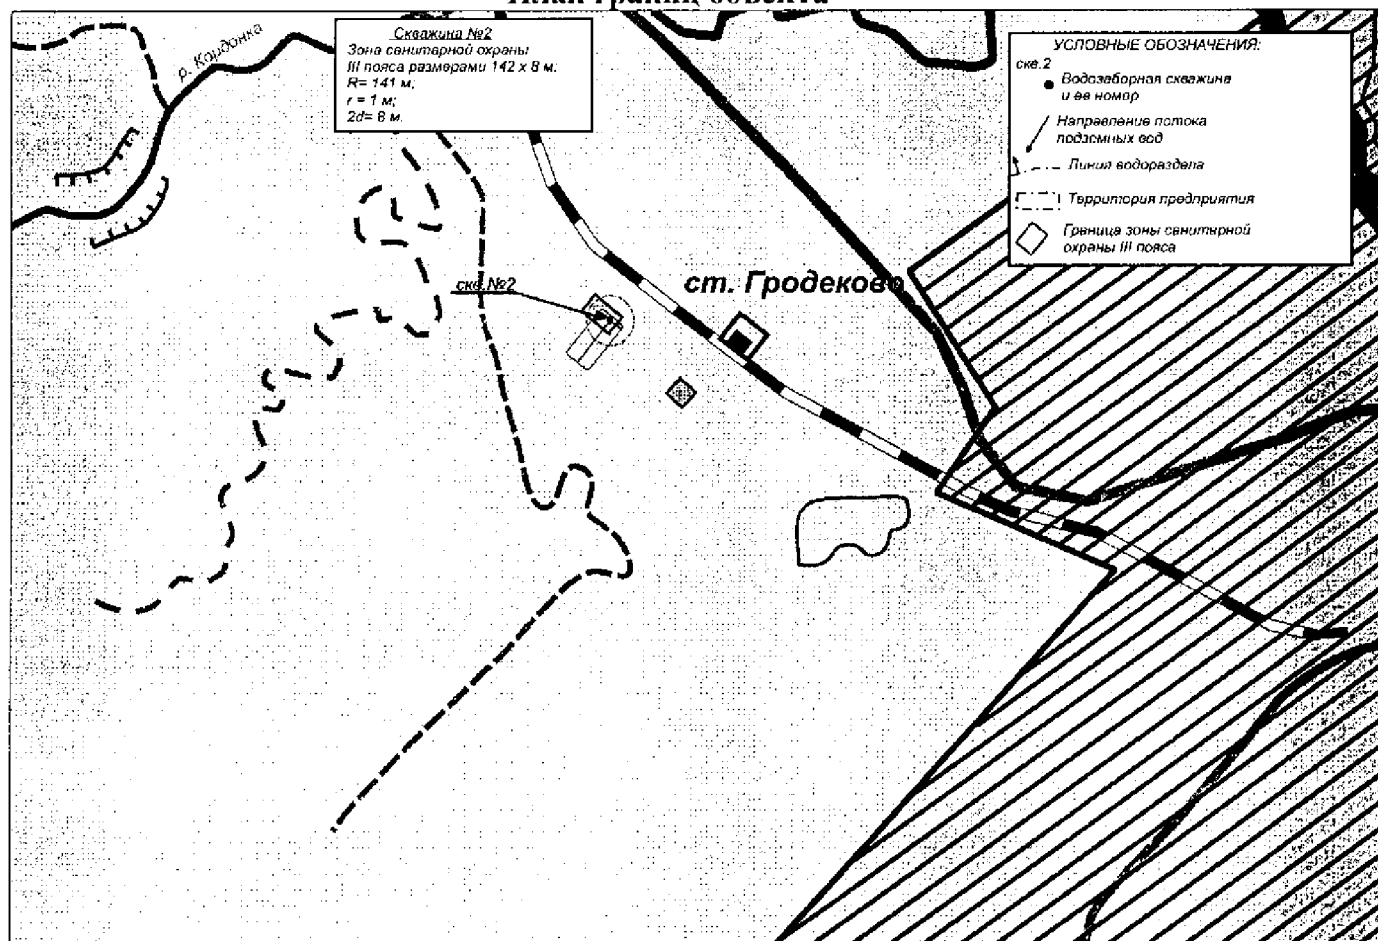 План границ объекта
р. Кордонка
Скважина №2
Зона санитарной охраны
III пояса размерами 142 x 8 м:
R= 141 м;
r = 1 м;
2d= 8 м.
УСЛОВНЫЕ ОБОЗНАЧЕНИЯ:
скв.2
Водозаборная скважина
и ее номер
Направление потока
подземных вод
Линия водораздела
Территория предприятия
Граница зоны санитарной
охраны III пояса
скв.№2
ст. Гродеково